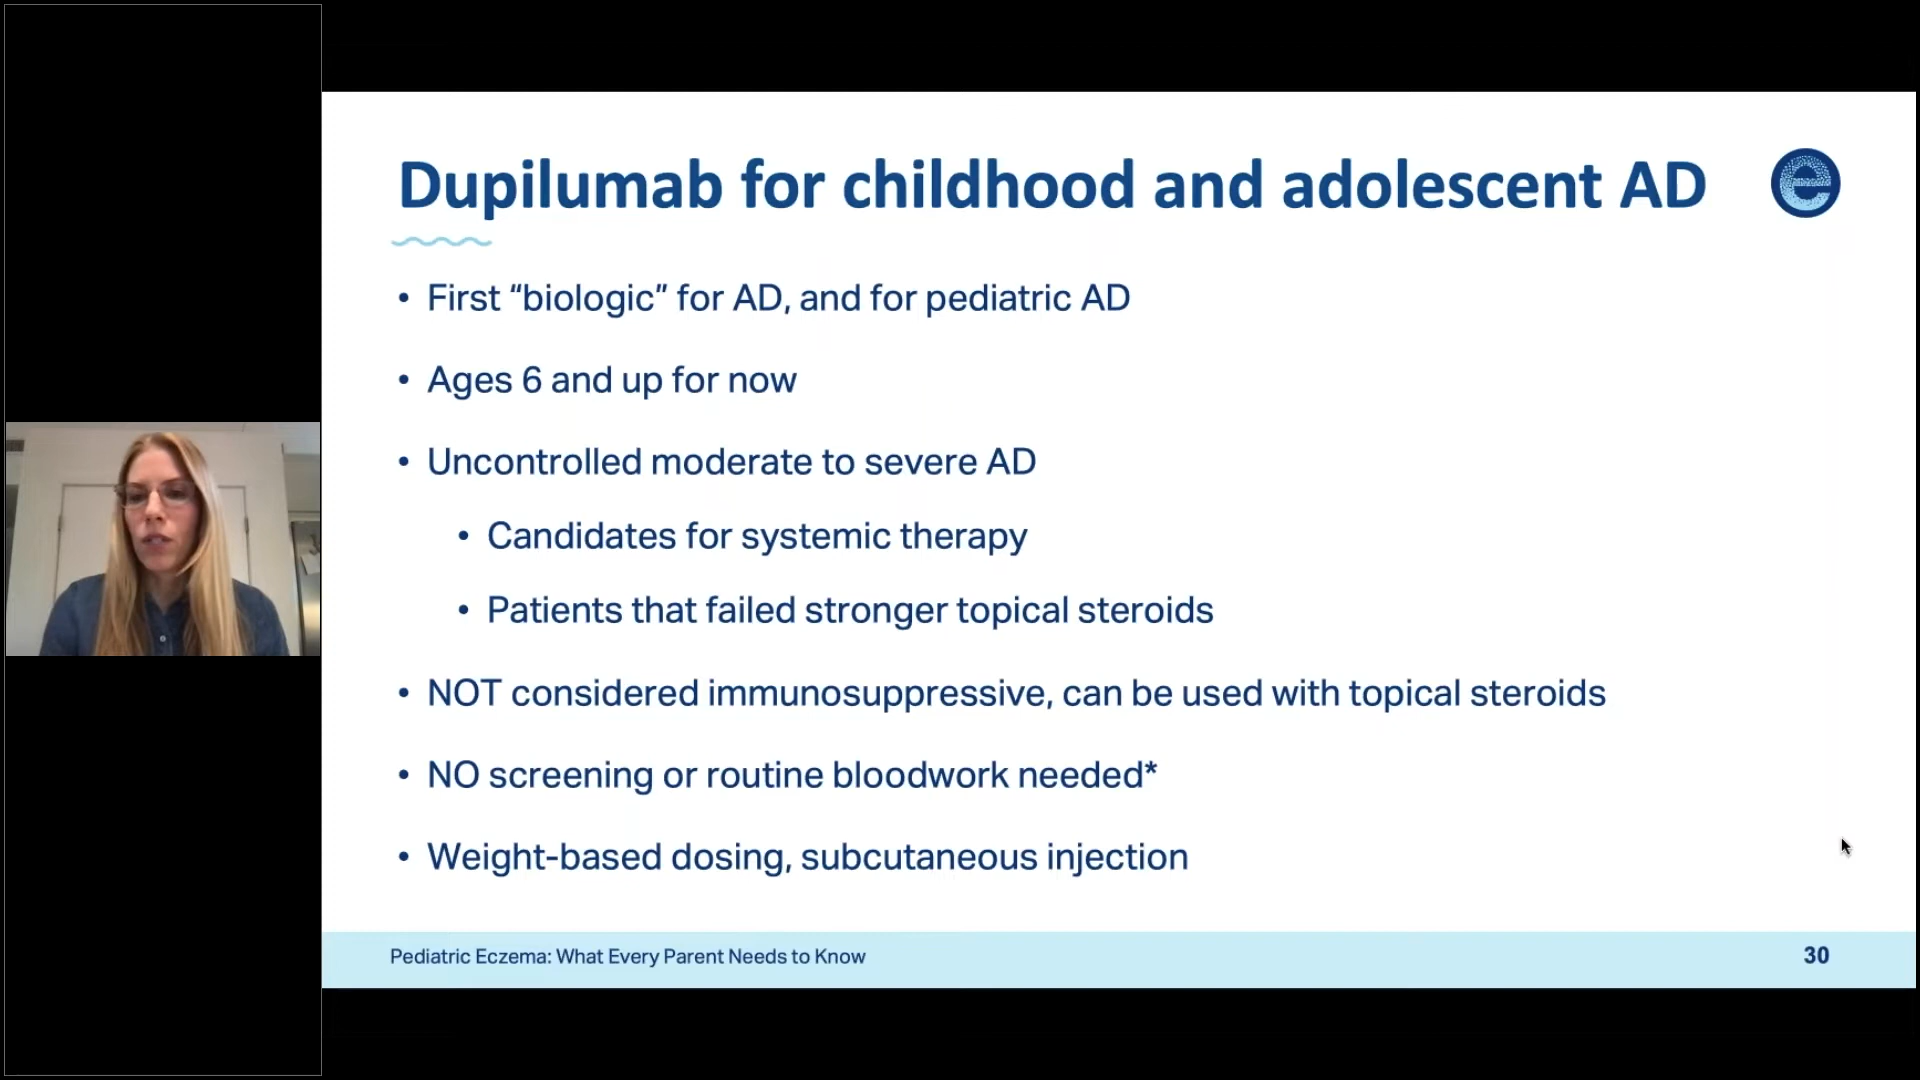 Dupilumab for childhood and adolescent AD
• First “biologic” for AD, and for pediatric AD
• Ages 6 and up for now
• Uncontrolled moderate to severe AD
• Candidates for systemic therapy
• Patients that failed stronger topical steroids
• NOT considered immunosuppressive, can be used with topical steroids
• NO screening or routine bloodwork needed*
• Weight-based dosing, subcutaneous injection
Pediatric Eczema: What Every Parent Needs to Know
30